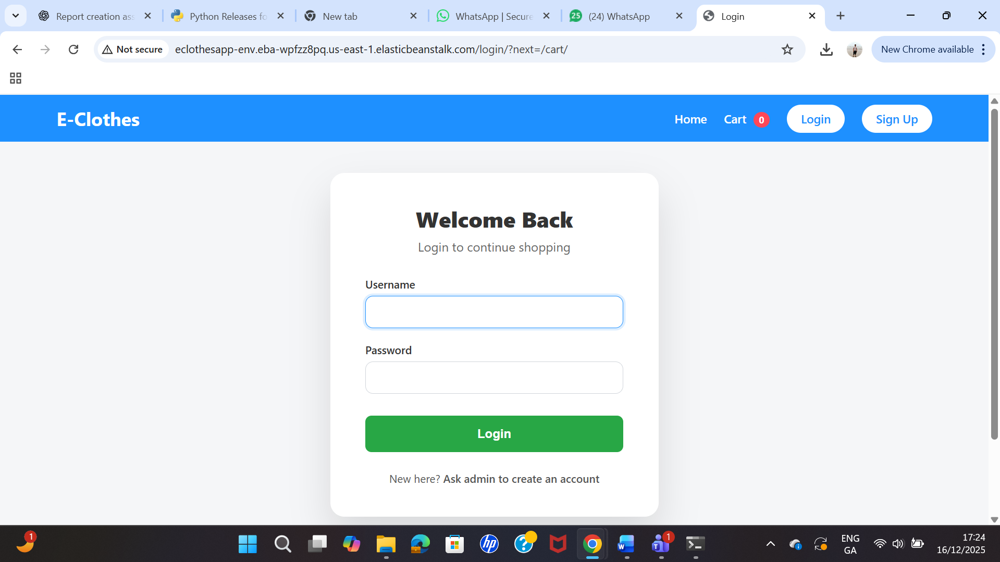 Report creation ass
Python Releases fo
New tab
WhatsApp | Secure
25
(24) WhatsApp
Login
Not secure
eclothesapp-env.eba-wpfzz8pq.us-east-1.elasticbeanstalk.com/login/?next=/cart/
New Chrome available
E-Clothes
Home
Cart 0
Login
Sign Up
Welcome Back
Login to continue shopping
Username
Password
Login
New here? Ask admin to create an account
1
hp
?
W
T
1
ENG
GA
17:24
16/12/2025